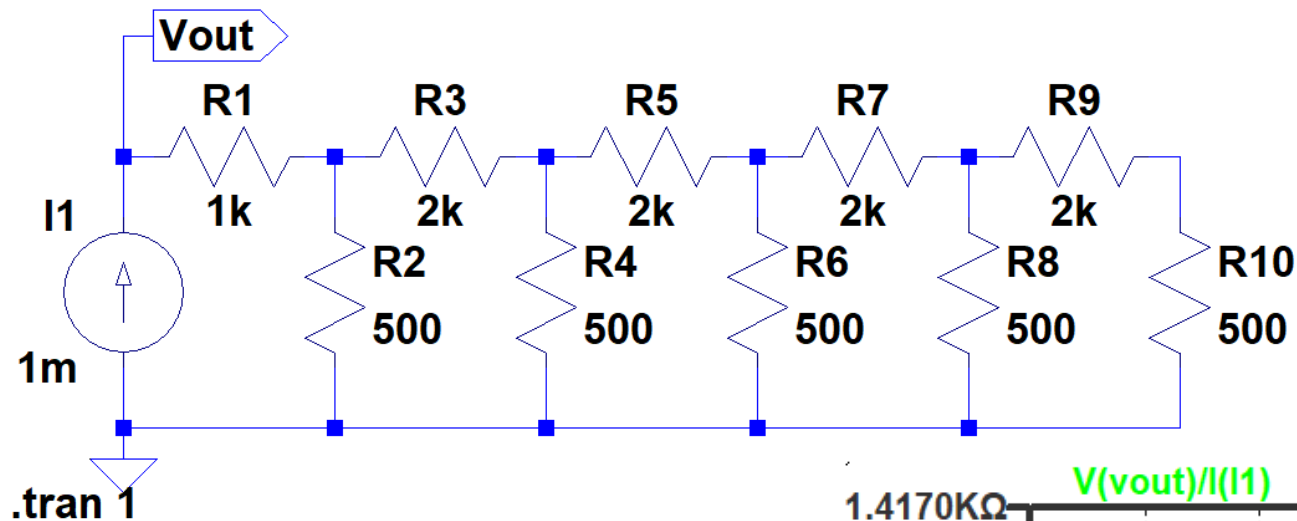 Vout
R1 R3 R5 R7 R9
1k 2k 2k 2k 2k
I1
R2 R4 R6 R8 R10
500 500 500 500 500
1m
.tran 1
V(vout)/I(I1)
1.4170KΩ